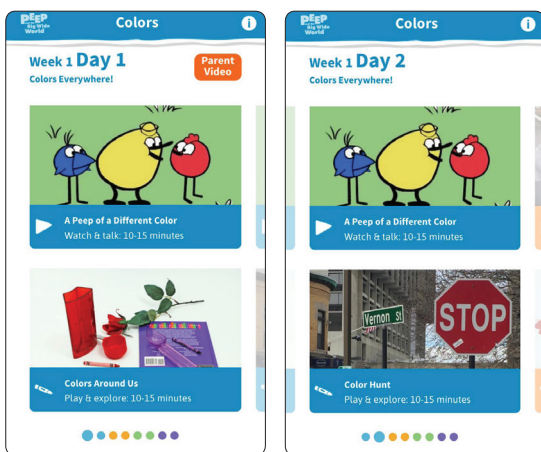 PEEP
and the
Big Wide
World
Colors
i
Week 1 Day 1
Colors Everywhere!
Parent
Video
A Peep of a Different Color
Watch & talk: 10-15 minutes
Colors Around Us
Play & explore: 10-15 minutes
PEEP
and the
Big Wide
World
Colors
i
Week 1 Day 2
Colors Everywhere!
A Peep of a Different Color
Watch & talk: 10-15 minutes
Vernon St
STOP
Color Hunt
Play & explore: 10-15 minutes